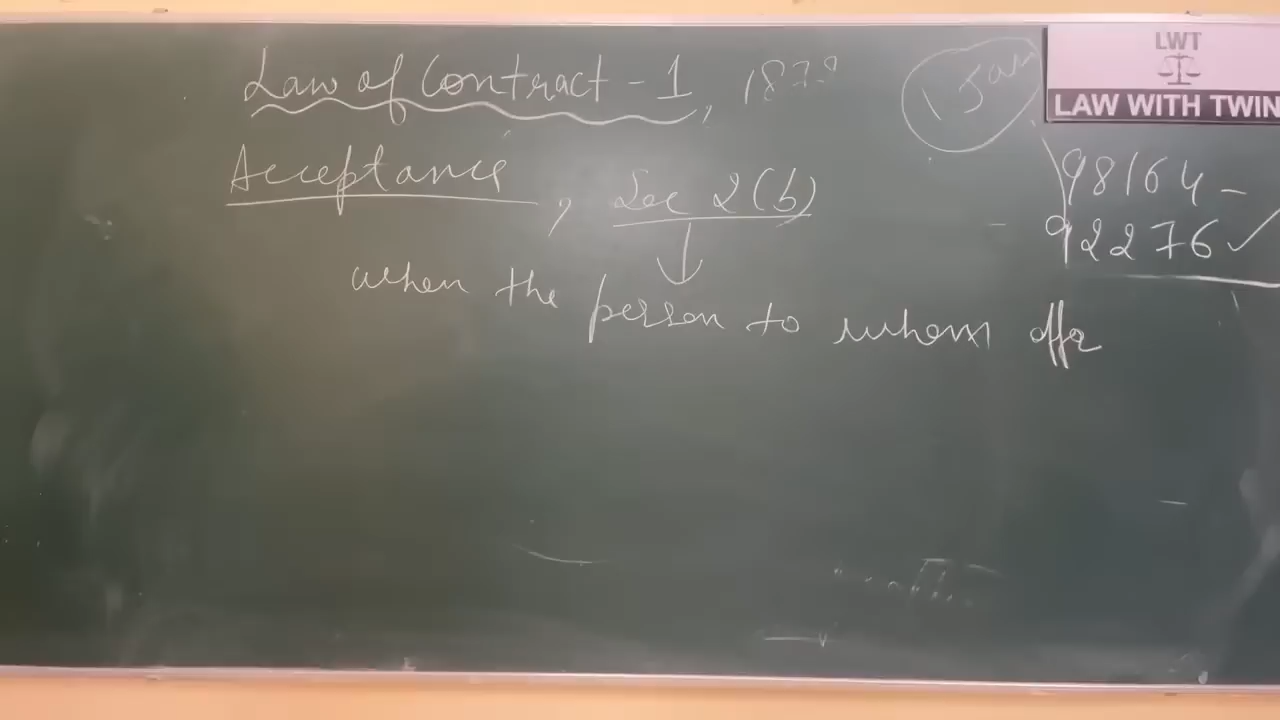 Law of Contract - 1, 1872
Acceptance, Sec 2(b)
when the person to whom offer
Jam
LWT
LAW WITH TWIN
98164-
92276